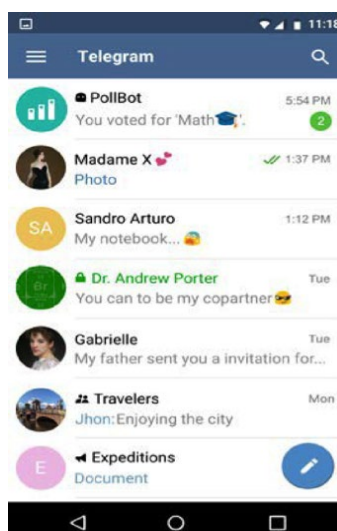 11:18
Telegram
PollBot 5:54 PM
You voted for 'Math🎓'. 2
Madame X💕 1:37 PM
Photo
SA Sandro Arturo 1:12 PM
My notebook... 😰
Br Dr. Andrew Porter Tue
You can to be my copartner😎
Gabrielle Tue
My father sent you a invitation for...
Travelers Mon
Jhon:Enjoying the city
E Expeditions
Document